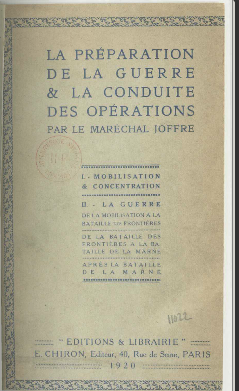 LA PRÉPARATION
DE LA GUERRE
& LA CONDUITE
DES OPÉRATIONS
PAR LE MARÉCHAL JOFFRE
I. - MOBILISATION
& CONCENTRATION
II. - LA GUERRE
DE LA MOBILISATION A LA
BATAILLE DES FRONTIÈRES
DE LA BATAILLE DES
FRONTIÈRES A LA BA-
TAILLE DE LA MARNE
APRÈS LA BATAILLE
DE LA MARNE
11022
"ÉDITIONS & LIBRAIRIE"
E. CHIRON, Éditeur, 40, Rue de Seine, PARIS
1920